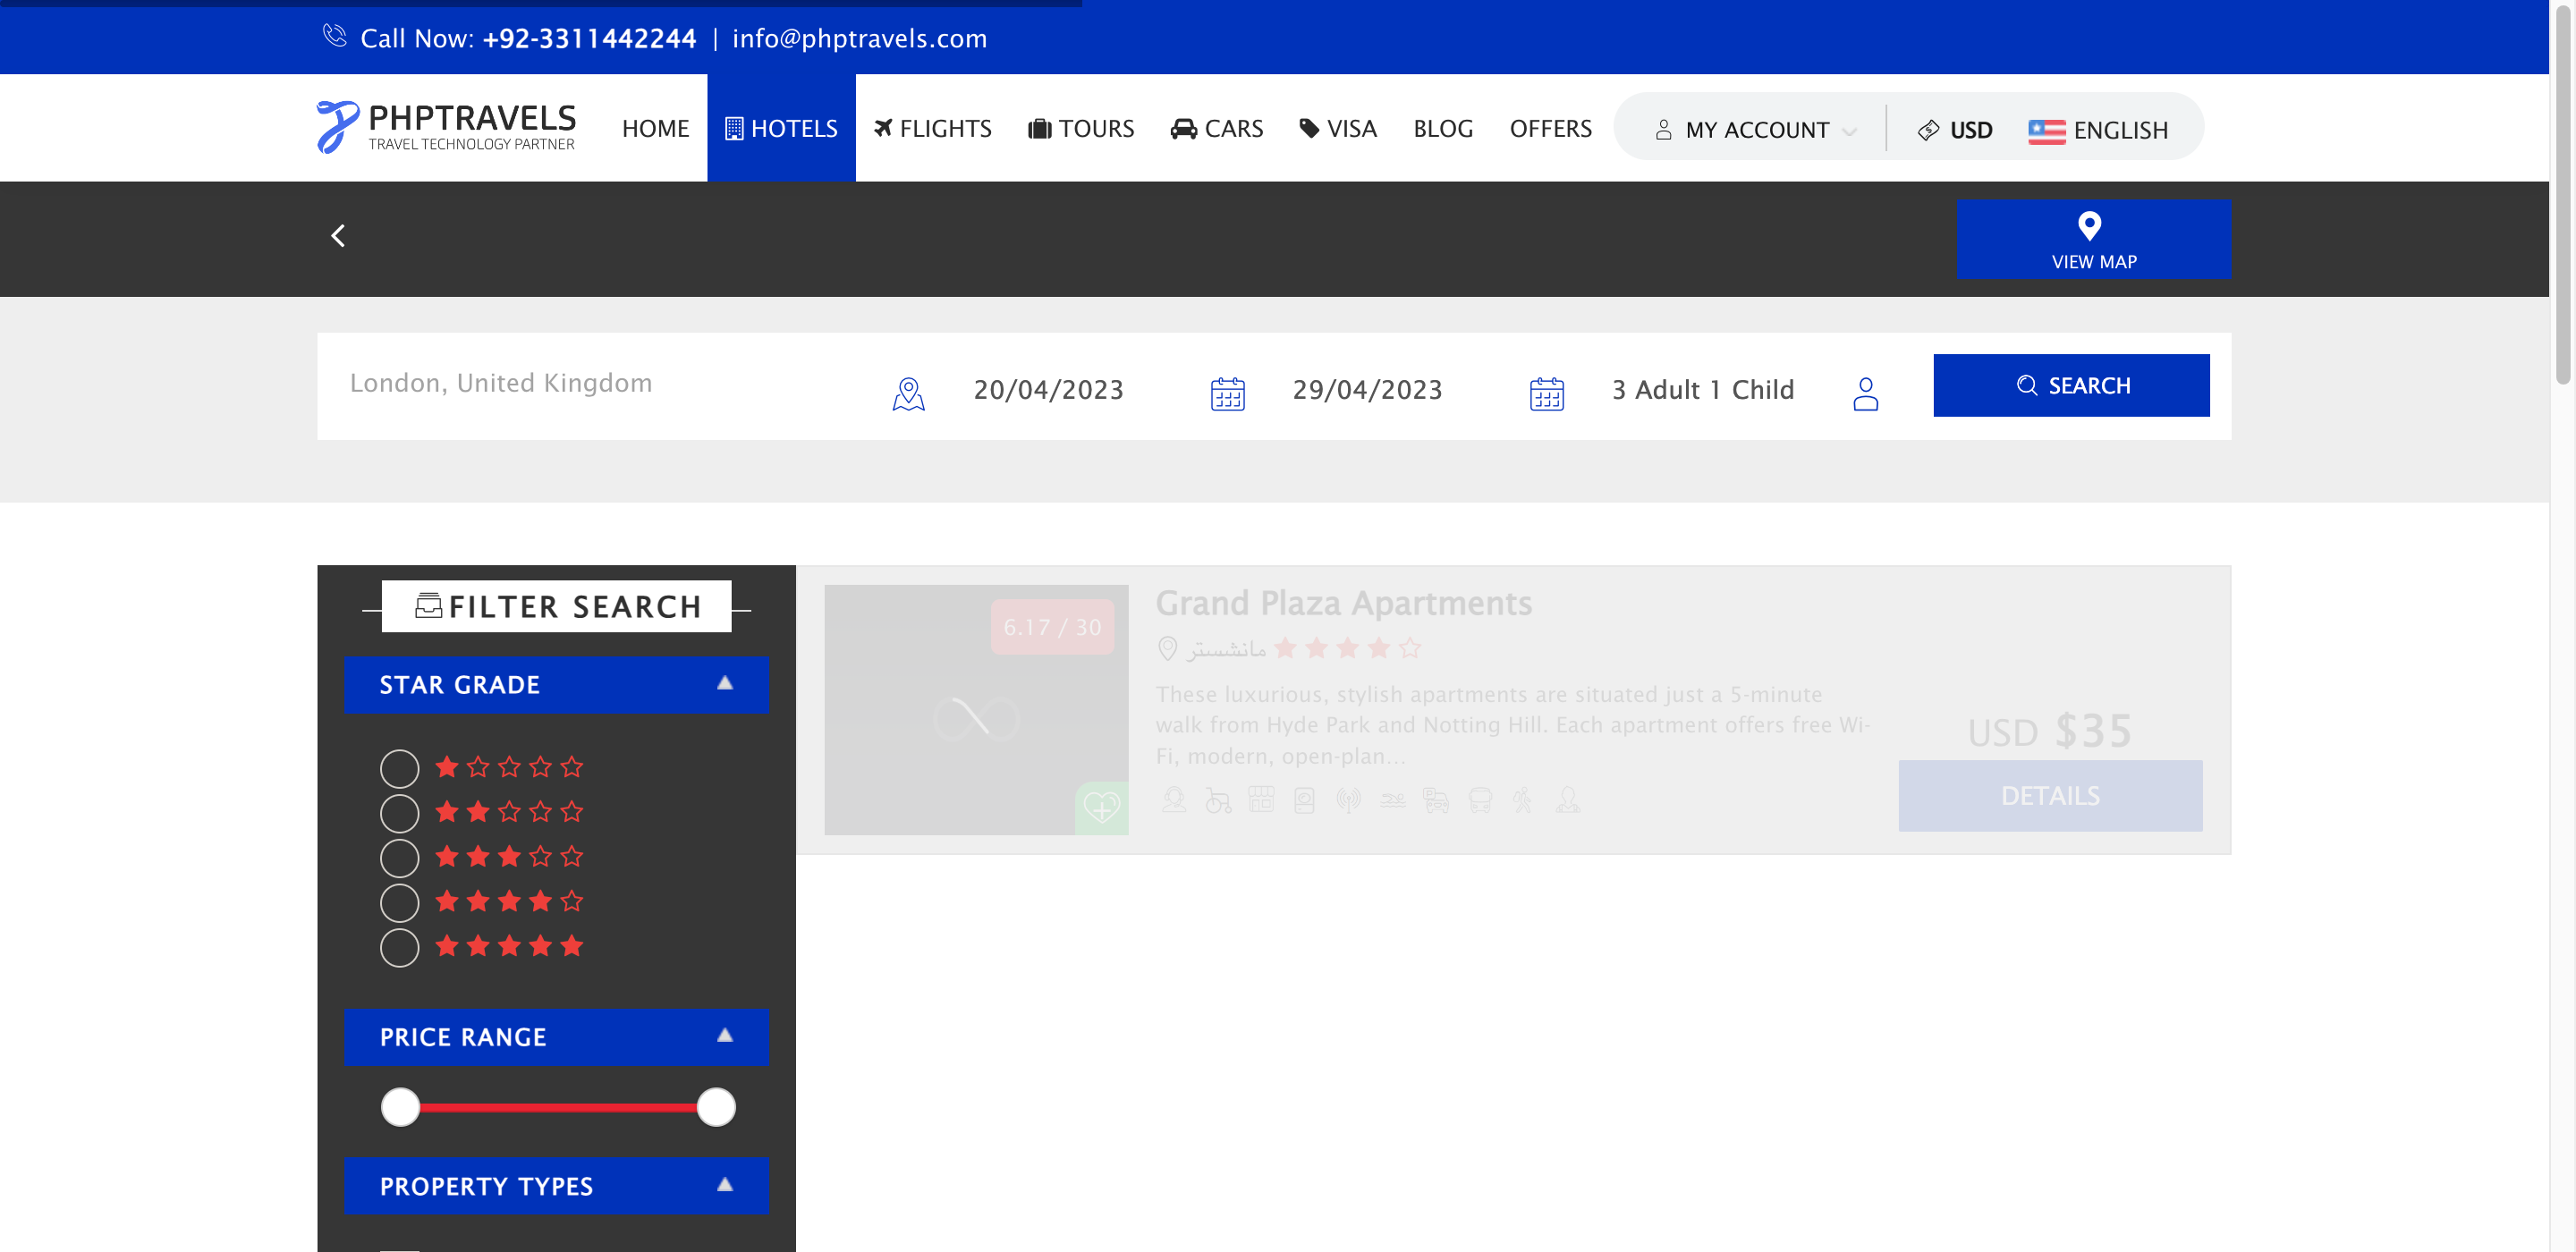 Call Now: +92-3311442244 | info@phptravels.com
PHPTRAVELS
TRAVEL TECHNOLOGY PARTNER
HOME HOTELS FLIGHTS TOURS CARS VISA BLOG OFFERS MY ACCOUNT USD ENGLISH
VIEW MAP
London, United Kingdom 20/04/2023 29/04/2023 3 Adult 1 Child SEARCH
FILTER SEARCH
STAR GRADE
PRICE RANGE
PROPERTY TYPES
6.17 / 30
Grand Plaza Apartments
مانشستر
These luxurious, stylish apartments are situated just a 5-minute
walk from Hyde Park and Notting Hill. Each apartment offers free Wi-
Fi, modern, open-plan...
USD $35
DETAILS